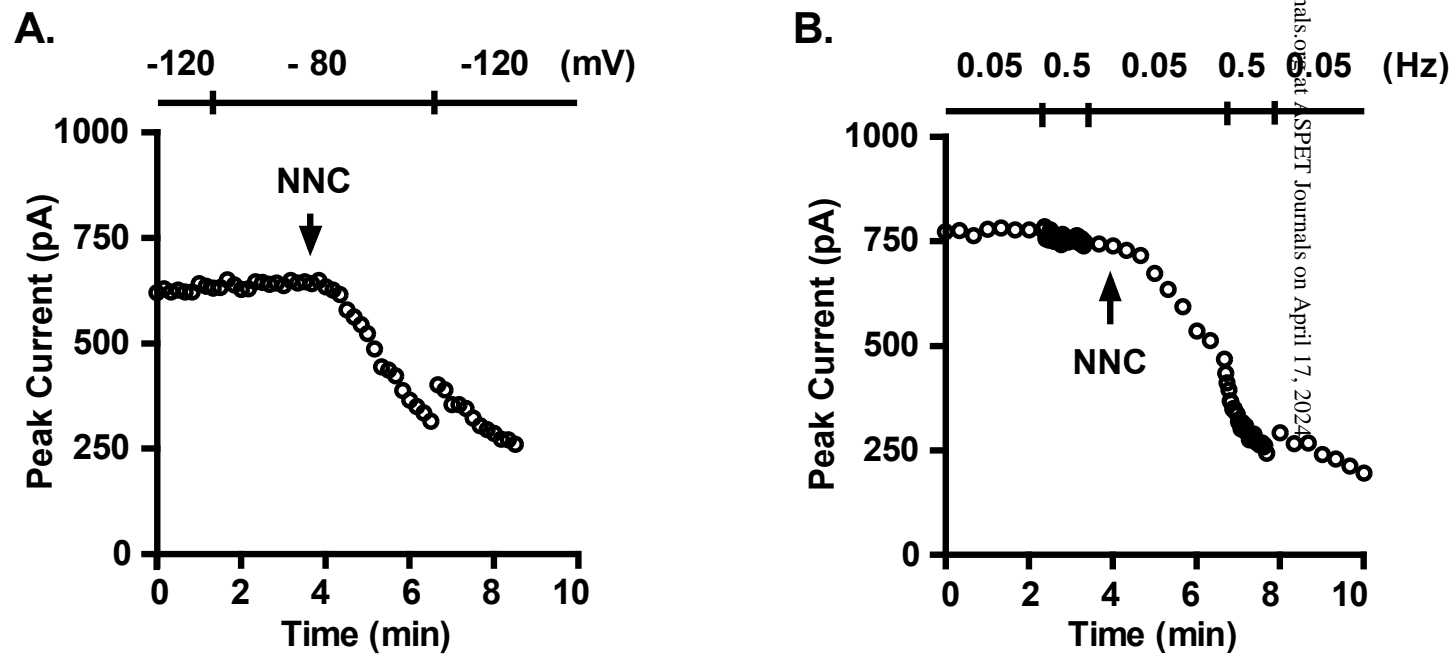 A.
-120 - 80 -120 (mV)
1000
750
500
250
0
Peak Current (pA)
NNC
0 2 4 6 8 10
Time (min)
B.
0.05 0.5 0.05 0.5 0.05 (Hz)
1000
750
500
250
0
Peak Current (pA)
NNC
0 2 4 6 8 10
Time (min)
at ASPET Journals on April 17, 2024